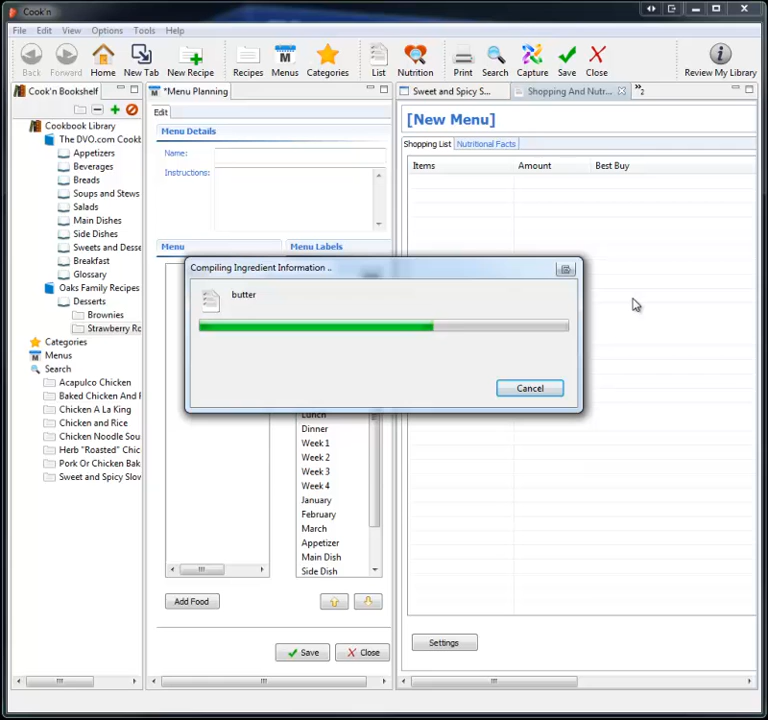 Cook'n
File Edit View Options Tools Help
Back Forward Home New Tab New Recipe Recipes Menus Categories List Nutrition Print Search Capture Save Close Review My Library
Cook'n Bookshelf
*Menu Planning
Sweet and Spicy S...
Shopping And Nutr...
2
Cookbook Library
The DVO.com Cookb
Appetizers
Beverages
Breads
Soups and Stews
Salads
Main Dishes
Side Dishes
Sweets and Desse
Breakfast
Glossary
Oaks Family Recipes
Desserts
Brownies
Strawberry Ro
Categories
Menus
Search
Acapulco Chicken
Baked Chicken And F
Chicken A La King
Chicken and Rice
Chicken Noodle Sou
Herb "Roasted" Chic
Pork Or Chicken Bak
Sweet and Spicy Slov
Edit
Menu Details
Name:
Instructions:
Menu
Menu Labels
Lunch
Dinner
Week 1
Week 2
Week 3
Week 4
January
February
March
Appetizer
Main Dish
Side Dish
Add Food
Save
Close
[New Menu]
Shopping List
Nutritional Facts
Items
Amount
Best Buy
Settings
Compiling Ingredient Information ..
butter
Cancel